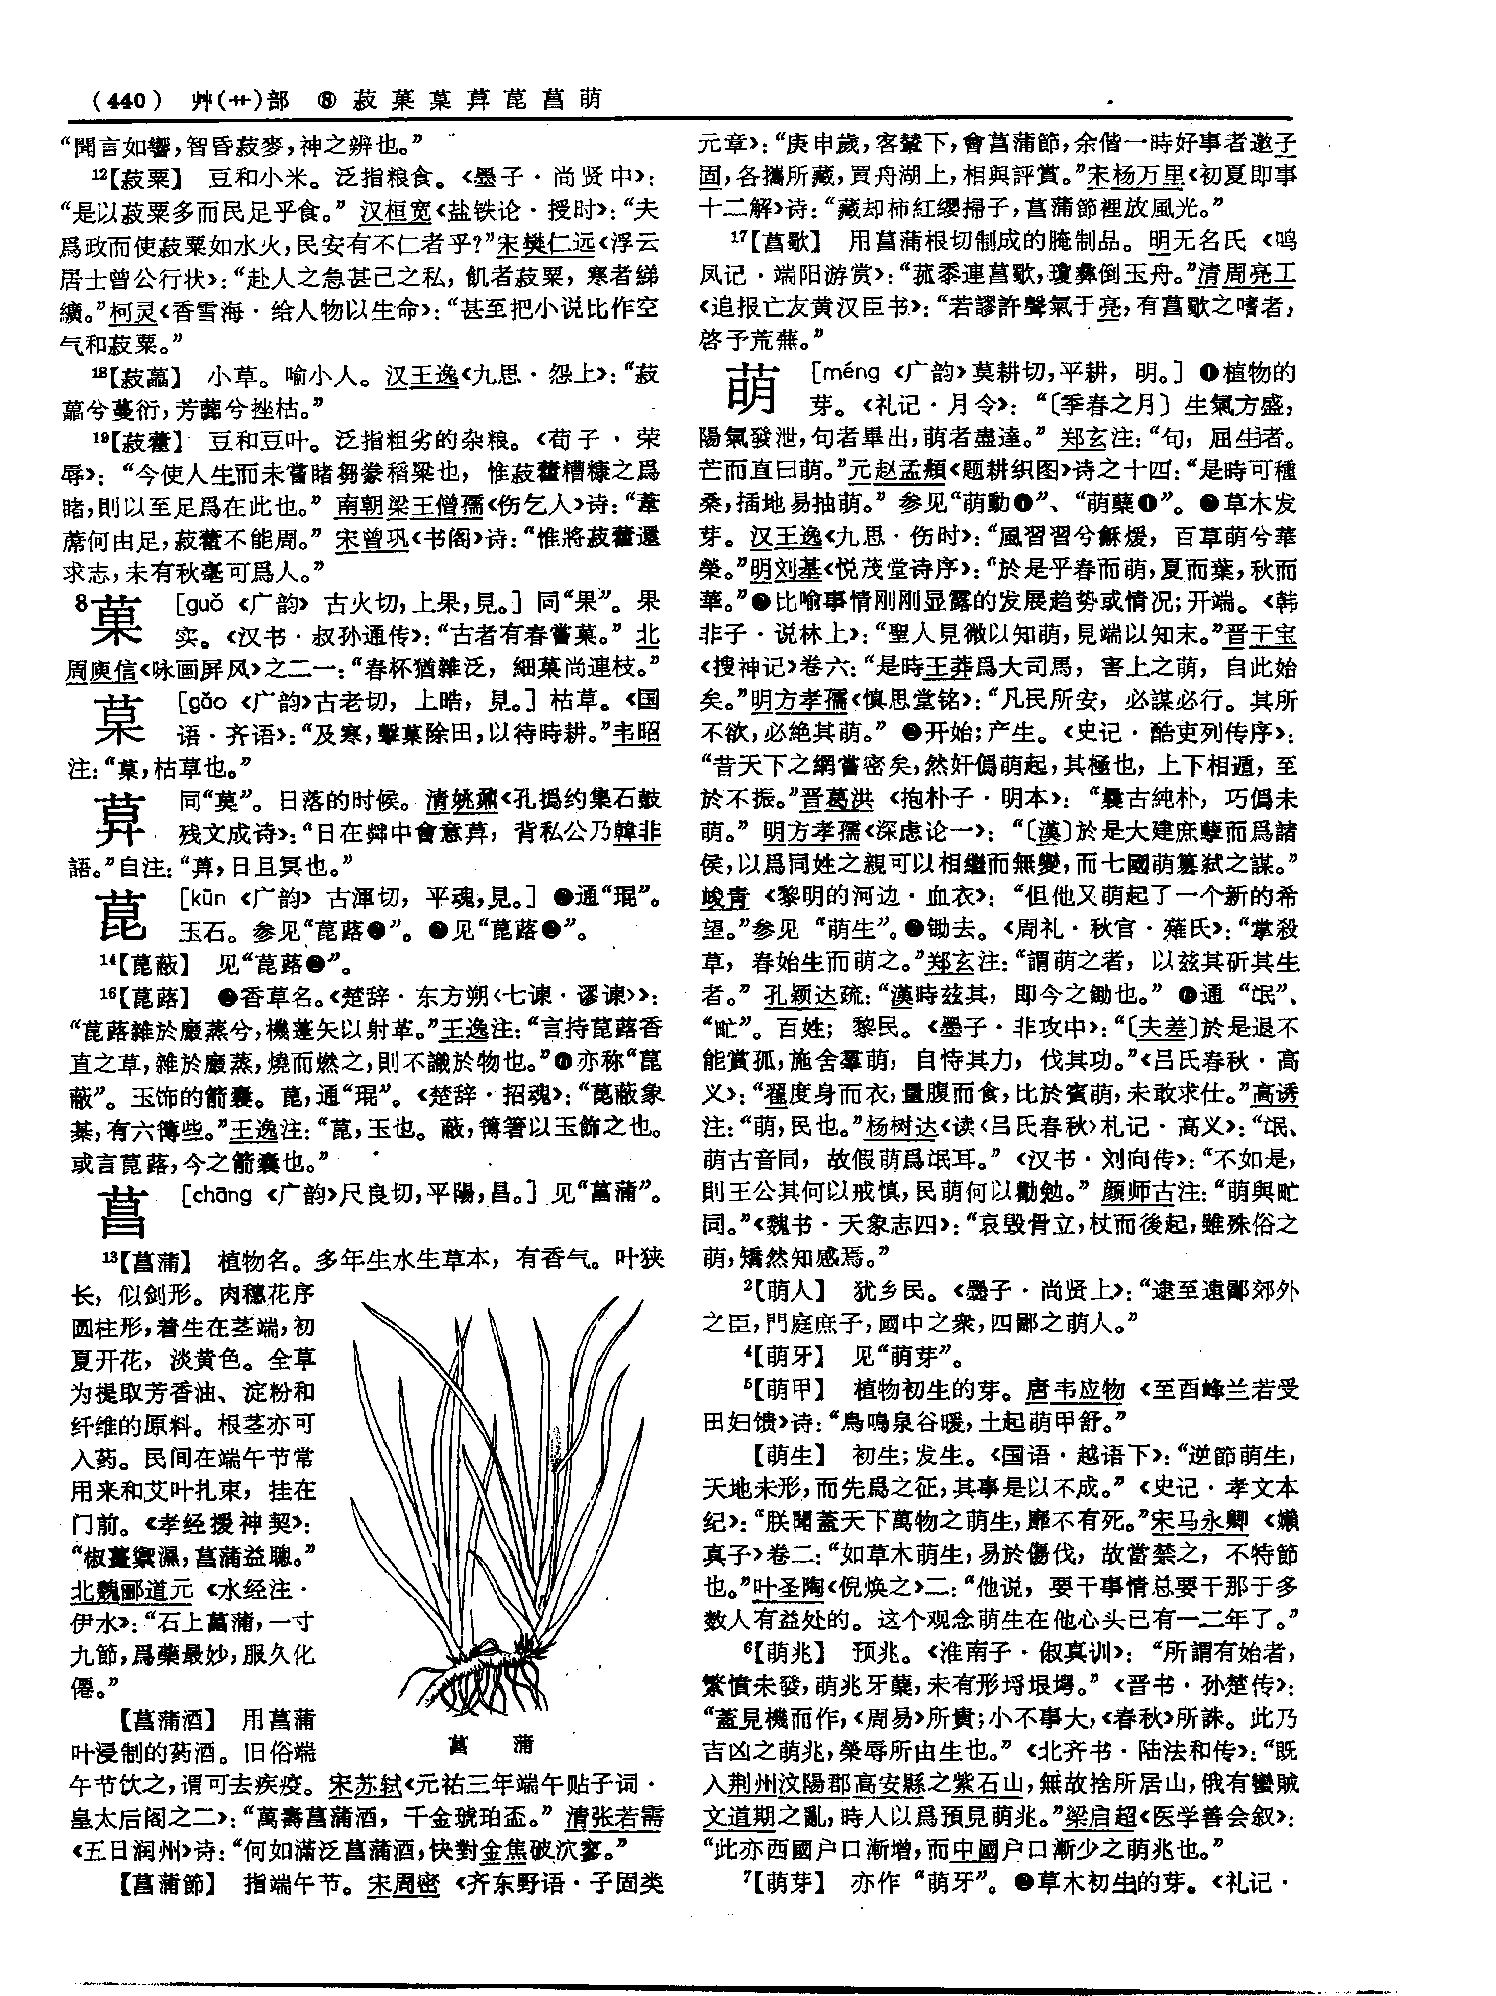 (440) 艸(艹)部 ⑧ 菽菓䓘萛菎菖萌
“聞言如響，智昏菽麥，神之辨也。”
¹²【菽粟】 豆和小米。泛指粮食。《墨子·尚贤中》：
“是以菽粟多而民足乎食。” 汉桓宽《盐铁论·授时》：“夫
爲政而使菽粟如水火，民安有不仁者乎？”宋樊仁远《浮云
居士曾公行状》：“赴人之急甚己之私，飢者菽粟，寒者綈
纊。”柯灵《香雪海·给人物以生命》：“甚至把小说比作空
气和菽粟。”
¹⁸【菽藟】 小草。喻小人。汉王逸《九思·怨上》：“菽
藟兮蔓衍，芳虈兮挫枯。”
¹⁹【菽藿】 豆和豆叶。泛指粗劣的杂粮。《荀子·荣
辱》：“今使人生而未嘗睹芻豢稻粱也，惟菽藿糟糠之爲
睹，則以至足爲在此也。” 南朝梁王僧孺《伤乞人》诗：“葦
蓆何由足，菽藿不能周。” 宋曾巩《书阁》诗：“惟將菽藿還
求志，未有秋毫可爲人。”
8菓 [guǒ 《广韵》 古火切，上果，見。] 同“果”。果
实。《汉书·叔孙通传》：“古者有春嘗菓。” 北
周庾信《咏画屏风》之二一：“春杯猶雜泛，細菓尚連枝。”
䓘 [gǎo 《广韵》古老切，上晧，見。] 枯草。《国
语·齐语》：“及寒，擊䓘除田，以待時耕。”韦昭
注：“䓘，枯草也。”
萛 同“莫”。日落的时候。清姚鼐《孔㧑约集石鼓
残文成诗》：“日在茻中會意萛，背私公乃韓非
語。”自注：“萛，日且冥也。”
菎 [kūn 《广韵》 古渾切，平魂，見。] ❶通“琨”。
玉石。参见“菎蕗❷”。❷见“菎蕗❶”。
¹⁴【菎蔽】 见“菎蕗❷”。
¹⁶【菎蕗】 ❶香草名。《楚辞·东方朔〈七谏·谬谏〉》：
“菎蕗雜於黀蒸兮，機蓬矢以射革。”王逸注：“言持菎蕗香
直之草，雜於黀蒸，燒而燃之，則不識於物也。”❷亦称“菎
蔽”。玉饰的箭囊。菎，通“琨”。《楚辞·招魂》：“菎蔽象
棊，有六簙些。”王逸注：“菎，玉也。蔽，簙箸以玉飾之也。
或言菎蕗，今之箭囊也。”
菖 [chāng 《广韵》尺良切，平陽，昌。] 见“菖蒲”。
¹³【菖蒲】 植物名。多年生水生草本，有香气。叶狭
长，似剑形。肉穗花序
圆柱形，着生在茎端，初
夏开花，淡黄色。全草
为提取芳香油、淀粉和
纤维的原料。根茎亦可
入药。民间在端午节常
用来和艾叶扎束，挂在
门前。《孝经援神契》：
“椒薑禦濕，菖蒲益聰。”
北魏郦道元《水经注·
伊水》：“石上菖蒲，一寸
九節，爲藥最妙，服久化
僊。”
【菖蒲酒】 用菖蒲
叶浸制的药酒。旧俗端
菖 蒲
午节饮之，谓可去疾疫。宋苏轼《元祐三年端午贴子词·
皇太后阁之二》：“萬壽菖蒲酒，千金琥珀盃。” 清张若需
《五日润州》诗：“何如滿泛菖蒲酒，快對金焦破沉寥。”
【菖蒲節】 指端午节。宋周密《齐东野语·子固类
元章》：“庚申歲，客輦下，會菖蒲節，余偕一時好事者邀子
固，各攜所藏，買舟湖上，相與評賞。”宋杨万里《初夏即事
十二解》诗：“藏却柿紅纓掃子，菖蒲節裡放風光。”
¹⁷【菖歜】 用菖蒲根切制成的腌制品。明无名氏《鸣
凤记·端阳游赏》：“菰黍連菖歜，瓊彝倒玉舟。”清周亮工
《追报亡友黄汉臣书》：“若謬許聲氣于亮，有菖歜之嗜者，
啓予荒蕪。”
萌 [méng 《广韵》莫耕切，平耕，明。] ❶植物的
芽。《礼记·月令》：“〔季春之月〕生氣方盛，
陽氣發泄，句者畢出，萌者盡達。” 郑玄注：“句，屈生者。
芒而直曰萌。”元赵孟頫《题耕织图》诗之十四：“是時可種
桑，插地易抽萌。” 参见“萌動❶”、“萌蘖❶”。❷草木发
芽。汉王逸《九思·伤时》：“風習習兮龢煖，百草萌兮華
榮。”明刘基《悦茂堂诗序》：“於是乎春而萌，夏而葉，秋而
華。”❸比喻事情刚刚显露的发展趋势或情况；开端。《韩
非子·说林上》：“聖人見微以知萌，見端以知末。”晋干宝
《搜神记》卷六：“是時王莽爲大司馬，害上之萌，自此始
矣。”明方孝孺《慎思堂铭》：“凡民所安，必謀必行。其所
不欲，必絶其萌。” ❹开始；产生。《史记·酷吏列传序》：
“昔天下之網嘗密矣，然奸僞萌起，其極也，上下相遁，至
於不振。”晋葛洪《抱朴子·明本》：“曩古純朴，巧僞未
萌。” 明方孝孺《深虑论一》：“〔漢〕於是大建庶孽而爲諸
侯，以爲同姓之親可以相繼而無變，而七國萌篡弑之謀。”
峻青《黎明的河边·血衣》：“但他又萌起了一个新的希
望。”参见“萌生”。❺锄去。《周礼·秋官·薙氏》：“掌殺
草，春始生而萌之。”郑玄注：“謂萌之者，以兹其斫其生
者。” 孔颖达疏：“漢時兹其，即今之鋤也。” ❻通“氓”、
“甿”。百姓；黎民。《墨子·非攻中》：“〔夫差〕於是退不
能賞孤，施舍羣萌，自恃其力，伐其功。”《吕氏春秋·高
义》：“翟度身而衣，量腹而食，比於賓萌，未敢求仕。”高诱
注：“萌，民也。”杨树达《读〈吕氏春秋〉札记·高义》：“氓、
萌古音同，故假萌爲氓耳。”《汉书·刘向传》：“不如是，
則王公其何以戒慎，民萌何以勸勉。” 颜师古注：“萌與甿
同。”《魏书·天象志四》：“哀毁骨立，杖而後起，雖殊俗之
萌，矯然知感焉。”
²【萌人】 犹乡民。《墨子·尚贤上》：“逮至遠鄙郊外
之臣，門庭庶子，國中之衆，四鄙之萌人。”
⁴【萌牙】 见“萌芽”。
⁵【萌甲】 植物初生的芽。唐韦应物《至西峰兰若受
田妇馈》诗：“鳥鳴泉谷暖，土起萌甲舒。”
【萌生】 初生；发生。《国语·越语下》：“逆節萌生，
天地未形，而先爲之征，其事是以不成。”《史记·孝文本
纪》：“朕聞蓋天下萬物之萌生，靡不有死。”宋马永卿《嬾
真子》卷二：“如草木萌生，易於傷伐，故當禁之，不特節
也。”叶圣陶《倪焕之》二：“他说，要干事情总要干那于多
数人有益处的。这个观念萌生在他心头已有一二年了。”
⁶【萌兆】 预兆。《淮南子·俶真训》：“所謂有始者，
繁憤未發，萌兆牙蘖，未有形埒垠堮。”《晋书·孙楚传》：
“蓋見機而作，《周易》所貴；小不事大，《春秋》所誅。此乃
吉凶之萌兆，榮辱所由生也。”《北齐书·陆法和传》：“既
入荆州汶陽郡高安縣之紫石山，無故捨所居山，俄有蠻賊
文道期之亂，時人以爲預見萌兆。”梁启超《医学善会叙》：
“此亦西國户口漸增，而中國户口漸少之萌兆也。”
⁷【萌芽】 亦作“萌牙”。❶草木初生的芽。《礼记·